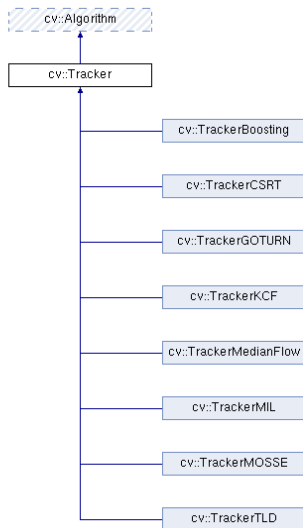 cv::Algorithm
cv::Tracker
cv::TrackerBoosting
cv::TrackerCSRT
cv::TrackerGOTURN
cv::TrackerKCF
cv::TrackerMedianFlow
cv::TrackerMIL
cv::TrackerMOSSE
cv::TrackerTLD